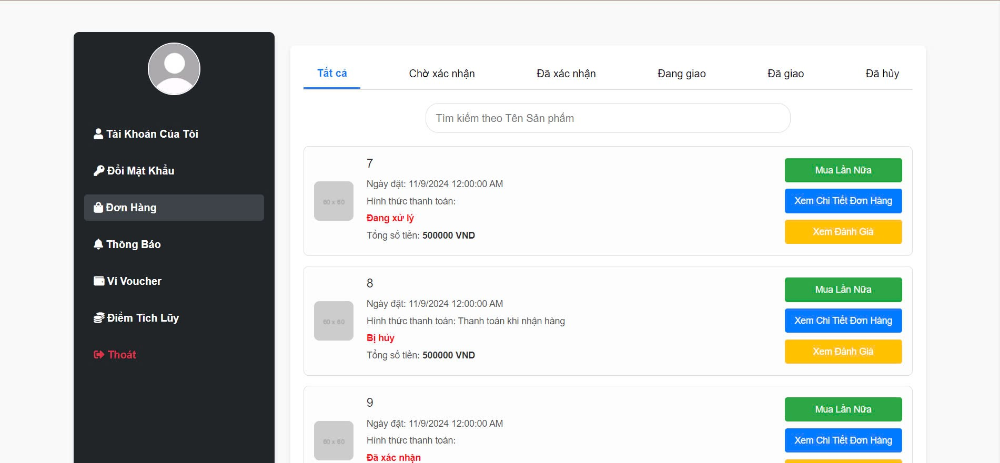 Tài Khoản Của Tôi
Đổi Mật Khẩu
Đơn Hàng
Thông Báo
Ví Voucher
Điểm Tích Lũy
Thoát
Tất cả Chờ xác nhận Đã xác nhận Đang giao Đã giao Đã hủy
Tìm kiếm theo Tên Sản phẩm
60 x 60
7
Ngày đặt: 11/9/2024 12:00:00 AM
Hình thức thanh toán:
Đang xử lý
Tổng số tiền: 500000 VND
Mua Lần Nữa
Xem Chi Tiết Đơn Hàng
Xem Đánh Giá
60 x 60
8
Ngày đặt: 11/9/2024 12:00:00 AM
Hình thức thanh toán: Thanh toán khi nhận hàng
Bị hủy
Tổng số tiền: 500000 VND
Mua Lần Nữa
Xem Chi Tiết Đơn Hàng
Xem Đánh Giá
60 x 60
9
Ngày đặt: 11/9/2024 12:00:00 AM
Hình thức thanh toán:
Đã xác nhận
Mua Lần Nữa
Xem Chi Tiết Đơn Hàng